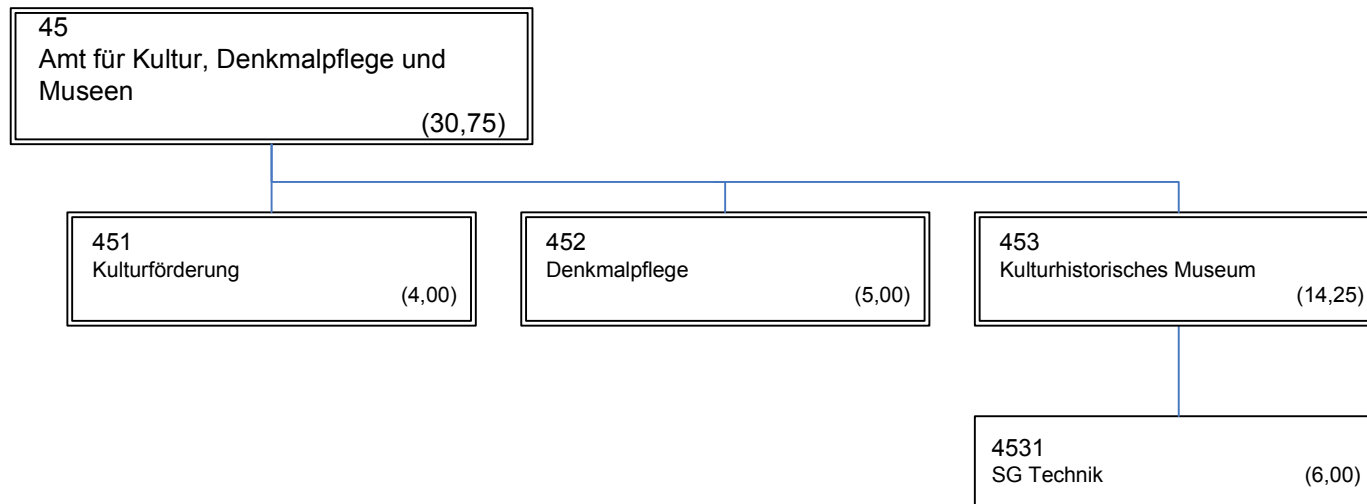 45
Amt für Kultur, Denkmalpflege und
Museen
(30,75)
451
Kulturförderung
(4,00)
452
Denkmalpflege
(5,00)
453
Kulturhistorisches Museum
(14,25)
4531
SG Technik (6,00)